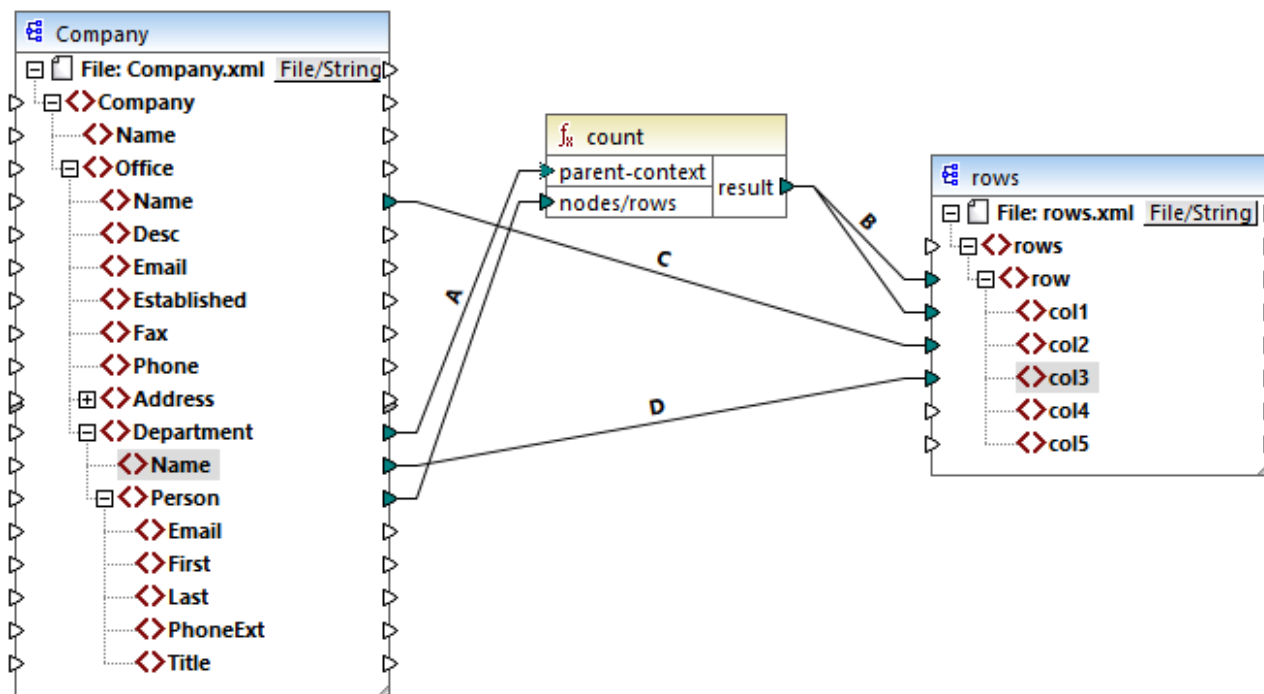 Company
File: Company.xml File/String
Company
Name
Office
Name
Desc
Email
Established
Fax
Phone
Address
Department
Name
Person
Email
First
Last
PhoneExt
Title
A
fx count
parent-context
nodes/rows
result
B
C
D
rows
File: rows.xml File/String
rows
row
col1
col2
col3
col4
col5